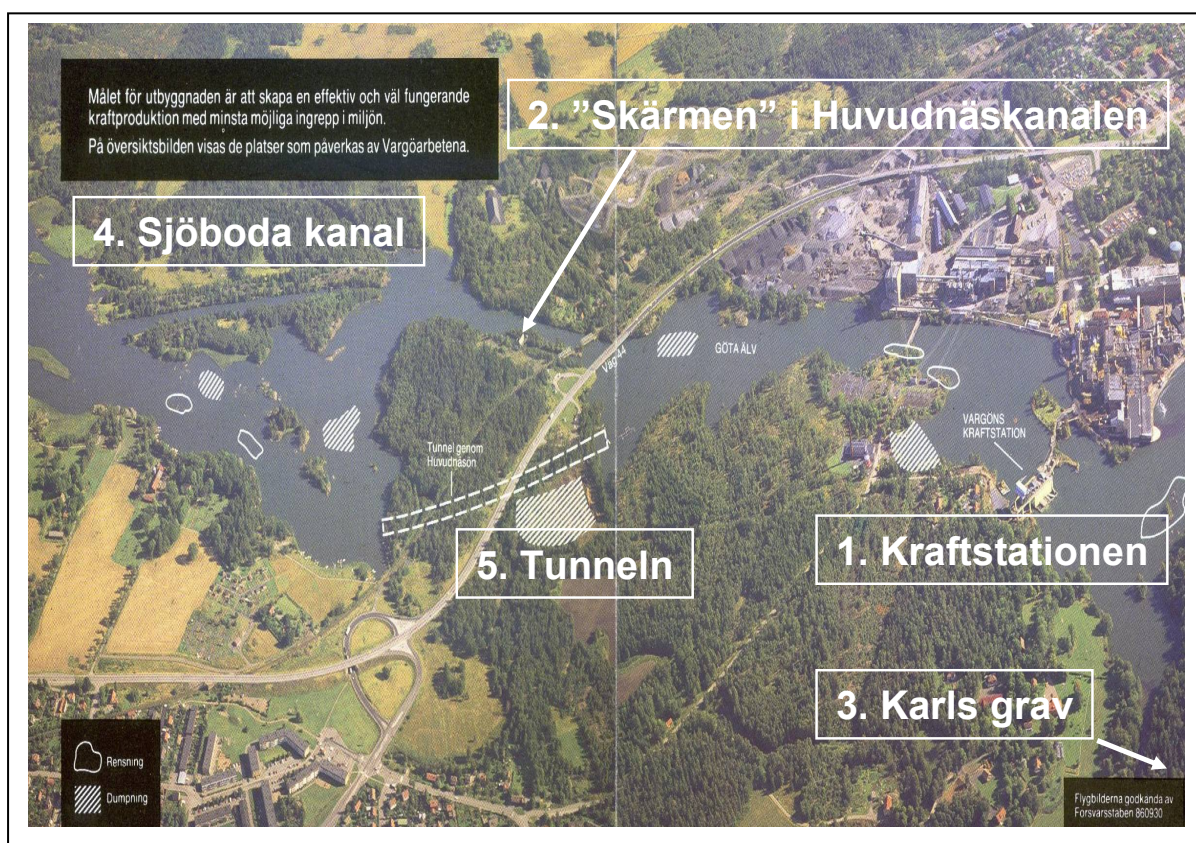 Målet för utbyggnaden är att skapa en effektiv och väl fungerande
kraftproduktion med minsta möjliga ingrepp i miljön.
På översiktsbilden visas de platser som påverkas av Vargöarbetena.
2. ”Skärmen” i Huvudnäskanalen
4. Sjöboda kanal
Väg 44
GÖTA ÄLV
VARGÖNS
KRAFTSTATION
Tunnel genom
Huvudnäsön
5. Tunneln
1. Kraftstationen
3. Karls grav
Rensning
Dumpning
Flygbilderna godkända av
Försvarsstaben 860930